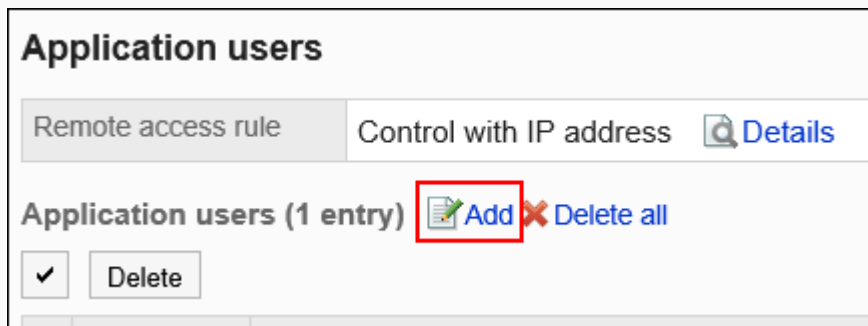 Application users
Remote access rule Control with IP address Details
Application users (1 entry) Add Delete all
Delete